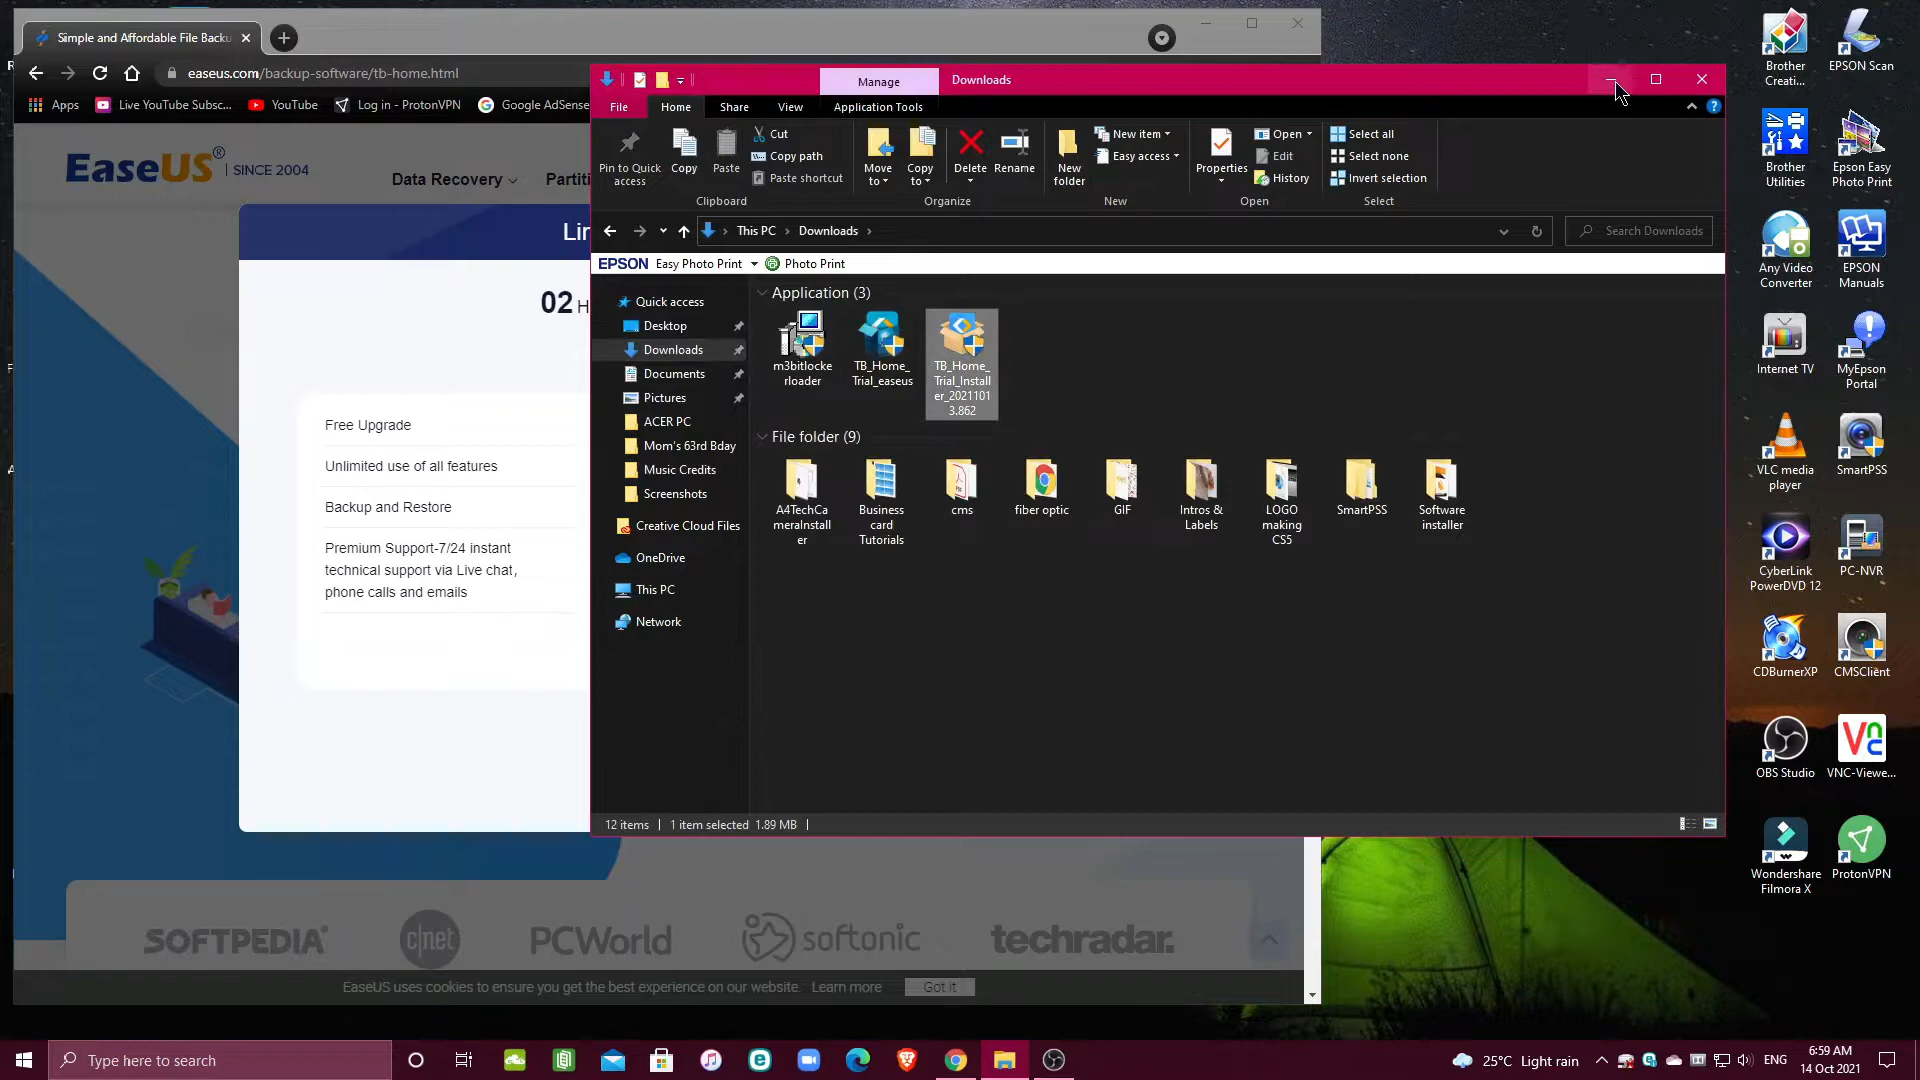 Simple and Affordable File Backu
easeus.com/backup-software/tb-home.html
Apps
Live YouTube Subsc...
YouTube
Log in - ProtonVPN
Google AdSense
EaseUS® | SINCE 2004
Data Recovery
Partiti
Lin
02 H
Free Upgrade
Unlimited use of all features
Backup and Restore
Premium Support-7/24 instant
technical support via Live chat,
phone calls and emails
SOFTPEDIA®
c|net
PCWorld
softonic
techradar.
EaseUS uses cookies to ensure you get the best experience on our website. Learn more
Got it
Manage
Downloads
File
Home
Share
View
Application Tools
Pin to Quick
access
Copy
Paste
Cut
Copy path
Paste shortcut
Clipboard
Move
to
Copy
to
Delete
Rename
Organize
New
folder
New item
Easy access
New
Properties
Open
Edit
History
Open
Select all
Select none
Invert selection
Select
This PC
Downloads
Search Downloads
EPSON Easy Photo Print
Photo Print
Quick access
Desktop
Downloads
Documents
Pictures
ACER PC
Mom's 63rd Bday
Music Credits
Screenshots
Creative Cloud Files
OneDrive
This PC
Network
Application (3)
m3bitlocke
rloader
TB_Home_
Trial_easeus
TB_Home_
Trial_Install
er_2021101
3.862
File folder (9)
A4TechCa
meraInstall
er
Business
card
Tutorials
cms
fiber optic
GIF
Intros &
Labels
LOGO
making
CS5
SmartPSS
Software
installer
12 items
1 item selected 1.89 MB
Brother
Creati...
EPSON Scan
Brother
Utilities
Epson Easy
Photo Print
Any Video
Converter
EPSON
Manuals
Internet TV
MyEpson
Portal
VLC media
player
SmartPSS
CyberLink
PowerDVD 12
PC-NVR
CDBurnerXP
CMSClient
OBS Studio
VNC-Viewe...
Wondershare
Filmora X
ProtonVPN
Type here to search
25°C Light rain
ENG
6:59 AM
14 Oct 2021